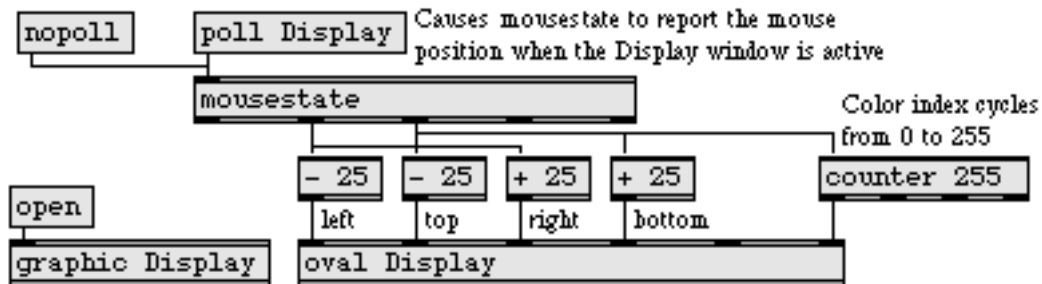 nopoll
poll Display
Causes mousestate to report the mouse
position when the Display window is active
mousestate
Color index cycles
from 0 to 255
- 25
- 25
+ 25
+ 25
counter 255
open
left
top
right
bottom
graphic Display
oval Display